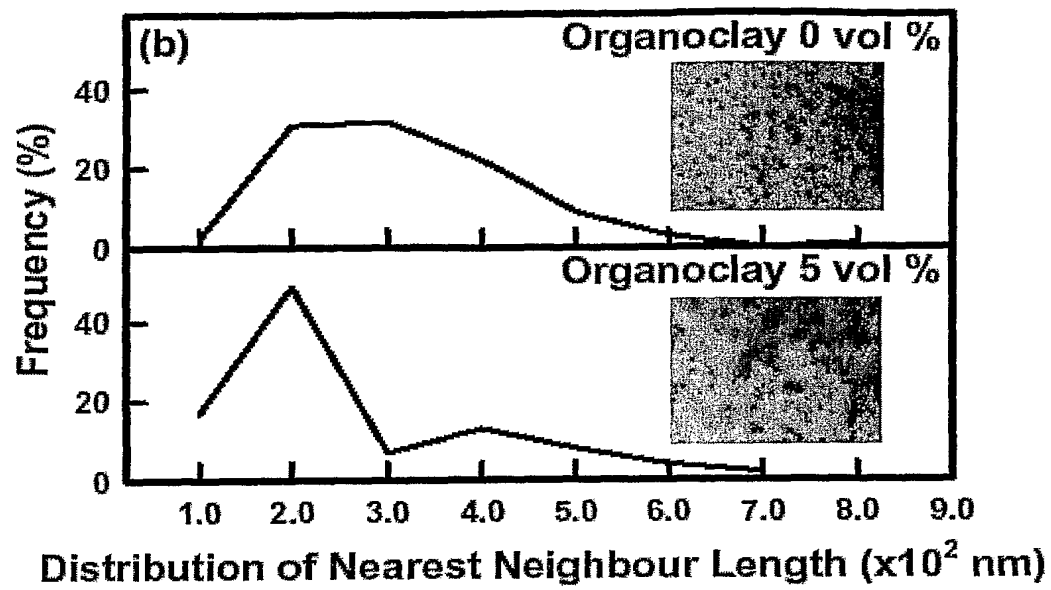 (b)
Organoclay 0 vol %
40
20
0
Organoclay 5 vol %
40
20
0
Frequency (%)
1.0 2.0 3.0 4.0 5.0 6.0 7.0 8.0 9.0
Distribution of Nearest Neighbour Length (x10² nm)